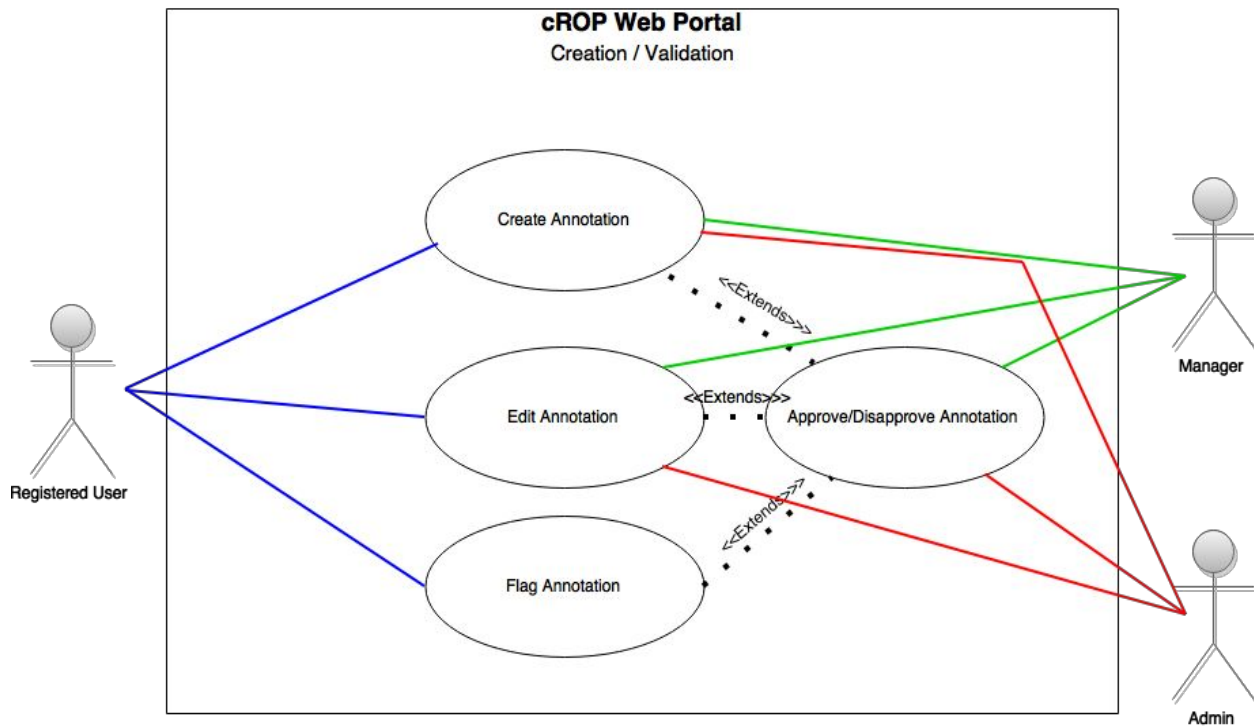 cROP Web Portal
Creation / Validation
Create Annotation
<<Extends>>>
Manager
<<Extends>>>
Edit Annotation
Approve/Disapprove Annotation
Registered User
<<Extends>>>
Flag Annotation
Admin